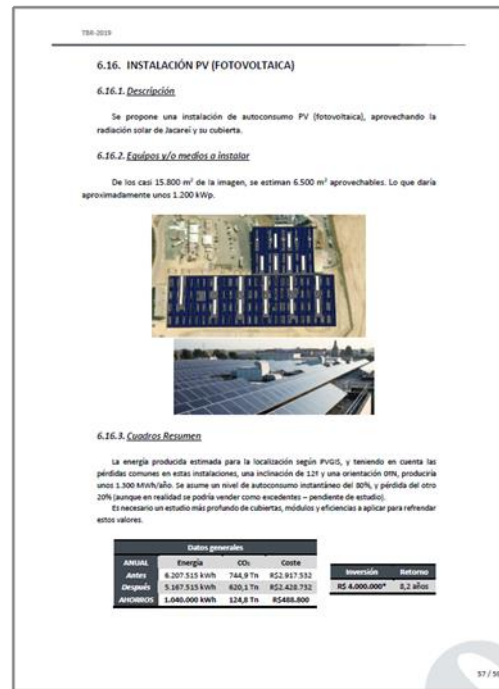 TBR-2019
6.16. INSTALACIÓN PV (FOTOVOLTAICA)
6.16.1. Descripción
Se propone una instalación de autoconsumo PV (fotovoltaica), aprovechando la
radiación solar de Jacareí y su cubierta.
6.16.2. Equipos y/o medios a instalar
De los casi 15.800 m² de la imagen, se estiman 6.500 m² aprovechables. Lo que daría
aproximadamente unos 1.200 kWp.
6.16.3. Cuadros Resumen
La energía producida estimada para la localización según PVGIS, y teniendo en cuenta las
pérdidas comunes en estas instalaciones, una inclinación de y una orientación produciría
unos 1.300 MWh/año. Se asume un nivel de autoconsumo instantáneo del 80%, y pérdida del otro
20% (aunque en realidad se podría vender como excedentes – pendiente de estudio).
Es necesario un estudio más profundo de cubiertas, módulos y eficiencias a aplicar para refrendar
estos valores.
Datos generales
ANUAL Energía CO₂ Coste
Antes 6.207.515 kWh 744,9 Tn R$2.917.532
Después 5.167.515 kWh 620,1 Tn R$2.428.732
AHORROS 1.040.000 kWh 124,8 Tn R$488.800
Inversión Retorno
R$ 4.000.000* 8,2 años